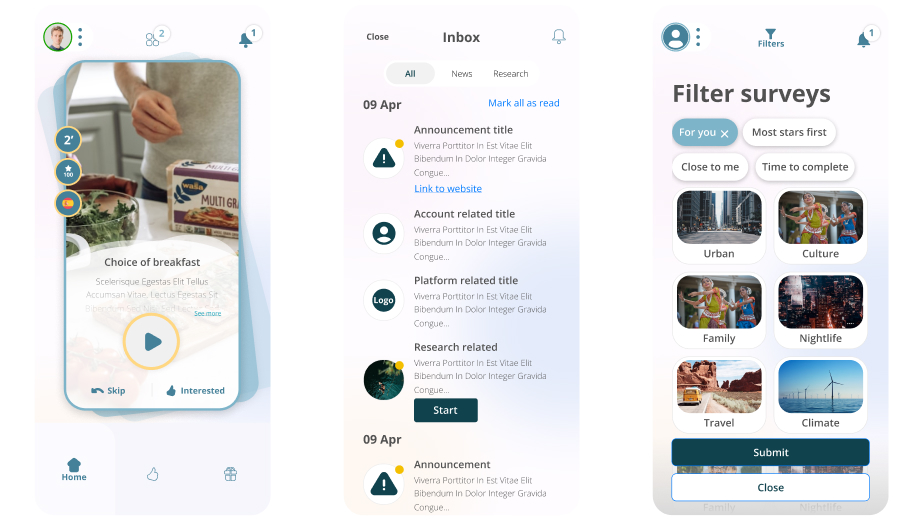 2
1
2’
100
wasa
MULTI GRA
MULTI GR
Choice of breakfast
Scelerisque Egestas Elit Tellus
Accumsan Vitae, Lectus Egestas Sit
See more
Skip
Interested
Home
Close
Inbox
All
News
Research
09 Apr
Mark all as read
Announcement title
Viverra Porttitor In Est Vitae Elit
Bibendum In Dolor Integer Gravida
Congue...
Link to website
Account related title
Viverra Porttitor In Est Vitae Elit
Bibendum In Dolor Integer Gravida
Congue...
Platform related title
Logo
Viverra Porttitor In Est Vitae Elit
Bibendum In Dolor Integer Gravida
Congue...
Research related
Viverra Porttitor In Est Vitae Elit
Bibendum In Dolor Integer Gravida
Congue...
Start
09 Apr
Announcement
Viverra Porttitor In Est Vitae Elit
Bibendum In Dolor Integer Gravida
Congue...
Filters
1
Filter surveys
For you
Most stars first
Close to me
Time to complete
Urban
Culture
Family
Nightlife
Travel
Climate
Submit
Close
Family
Nightlife